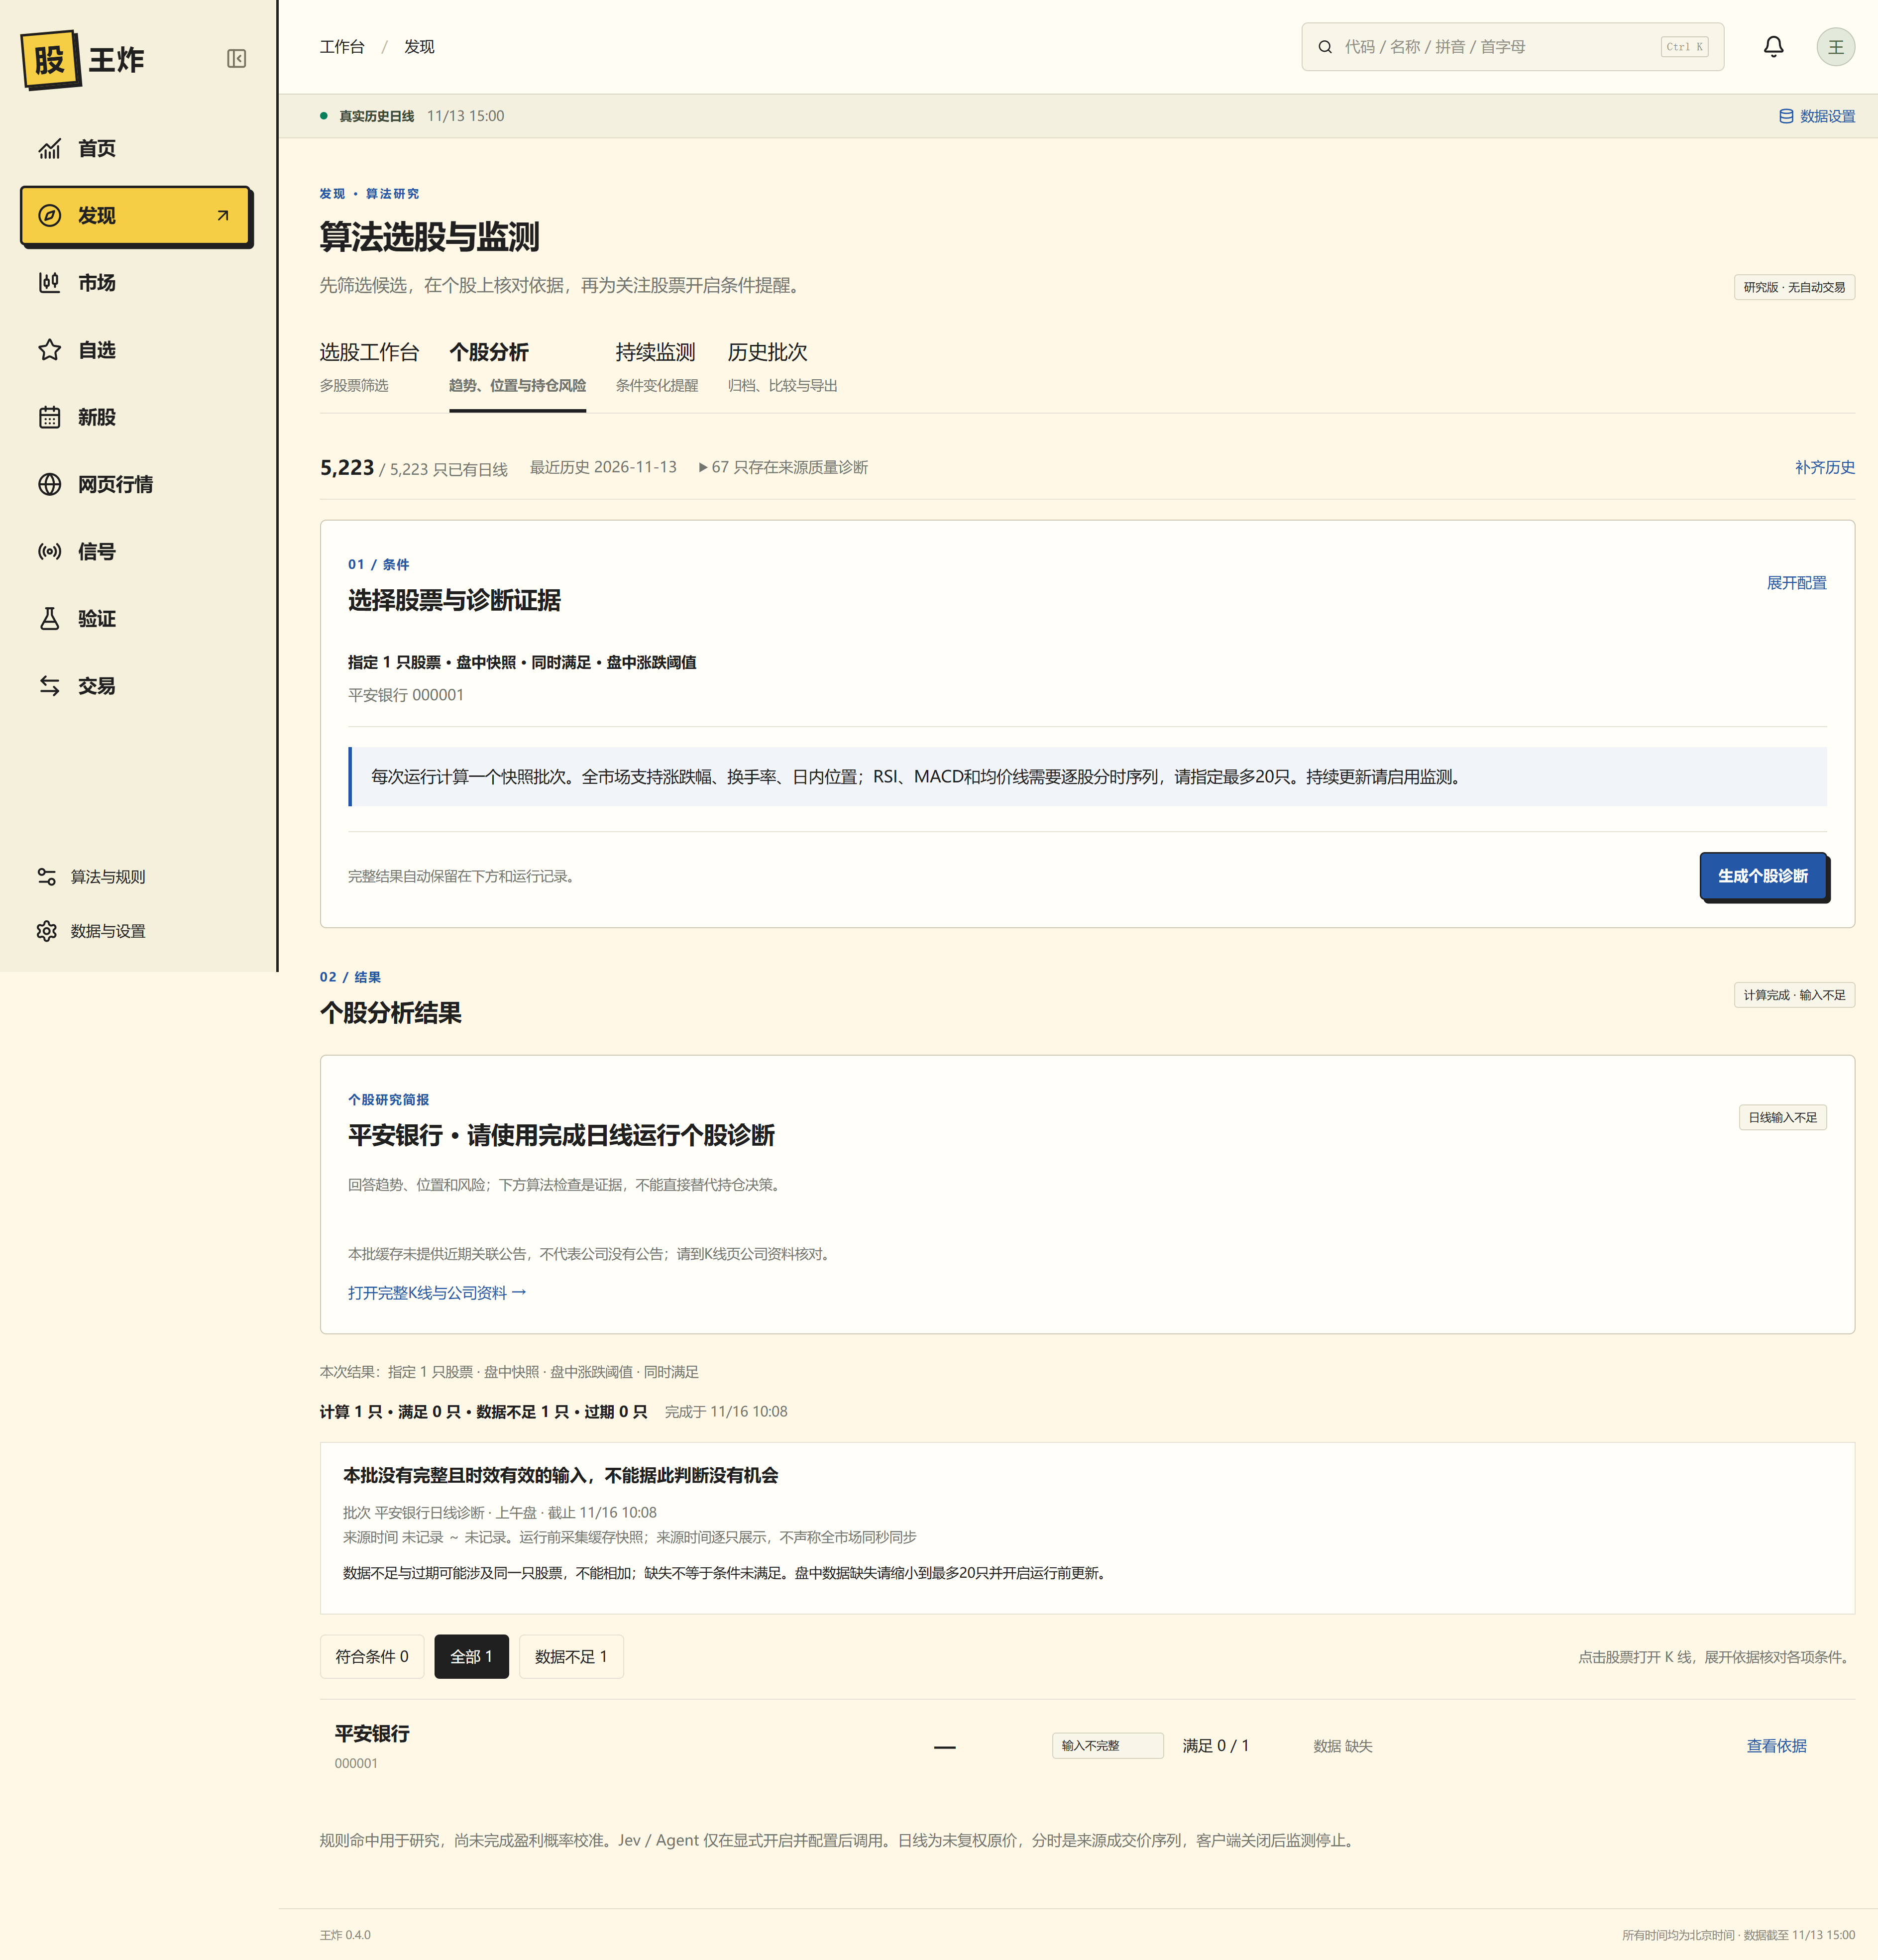 股 王炸
首页
发现
市场
自选
新股
网页行情
信号
验证
交易
算法与规则
数据与设置
工作台 / 发现
代码 / 名称 / 拼音 / 首字母 Ctrl K
王
真实历史日线 11/13 15:00
数据设置
发现 · 算法研究
算法选股与监测
先筛选候选，在个股上核对依据，再为关注股票开启条件提醒。
研究版 · 无自动交易
选股工作台
多股票筛选
个股分析
趋势、位置与持仓风险
持续监测
条件变化提醒
历史批次
归档、比较与导出
5,223 / 5,223 只已有日线 最近历史 2026-11-13 ▶ 67 只存在来源质量诊断
补齐历史
01 / 条件
选择股票与诊断证据
展开配置
指定 1 只股票 • 盘中快照 • 同时满足 • 盘中涨跌阈值
平安银行 000001
每次运行计算一个快照批次。全市场支持涨跌幅、换手率、日内位置；RSI、MACD和均价线需要逐股分时序列，请指定最多20只。持续更新请启用监测。
完整结果自动保留在下方和运行记录。
生成个股诊断
02 / 结果
个股分析结果
计算完成 · 输入不足
个股研究简报
平安银行 • 请使用完成日线运行个股诊断
日线输入不足
回答趋势、位置和风险；下方算法检查是证据，不能直接替代持仓决策。
本批缓存未提供近期关联公告，不代表公司没有公告；请到K线页公司资料核对。
打开完整K线与公司资料 →
本次结果：指定 1 只股票 · 盘中快照 · 盘中涨跌阈值 · 同时满足
计算 1 只 • 满足 0 只 • 数据不足 1 只 • 过期 0 只 完成于 11/16 10:08
本批没有完整且时效有效的输入，不能据此判断没有机会
批次 平安银行日线诊断 · 上午盘 · 截止 11/16 10:08
来源时间 未记录 ~ 未记录。运行前采集缓存快照；来源时间逐只展示，不声称全市场同秒同步
数据不足与过期可能涉及同一只股票，不能相加；缺失不等于条件未满足。盘中数据缺失请缩小到最多20只并开启运行前更新。
符合条件 0
全部 1
数据不足 1
点击股票打开 K 线，展开依据核对各项条件。
平安银行
000001
—
输入不完整
满足 0 / 1
数据 缺失
查看依据
规则命中用于研究，尚未完成盈利概率校准。Jev / Agent 仅在显式开启并配置后调用。日线为未复权原价，分时是来源成交价序列，客户端关闭后监测停止。
王炸 0.4.0
所有时间均为北京时间 · 数据截至 11/13 15:00